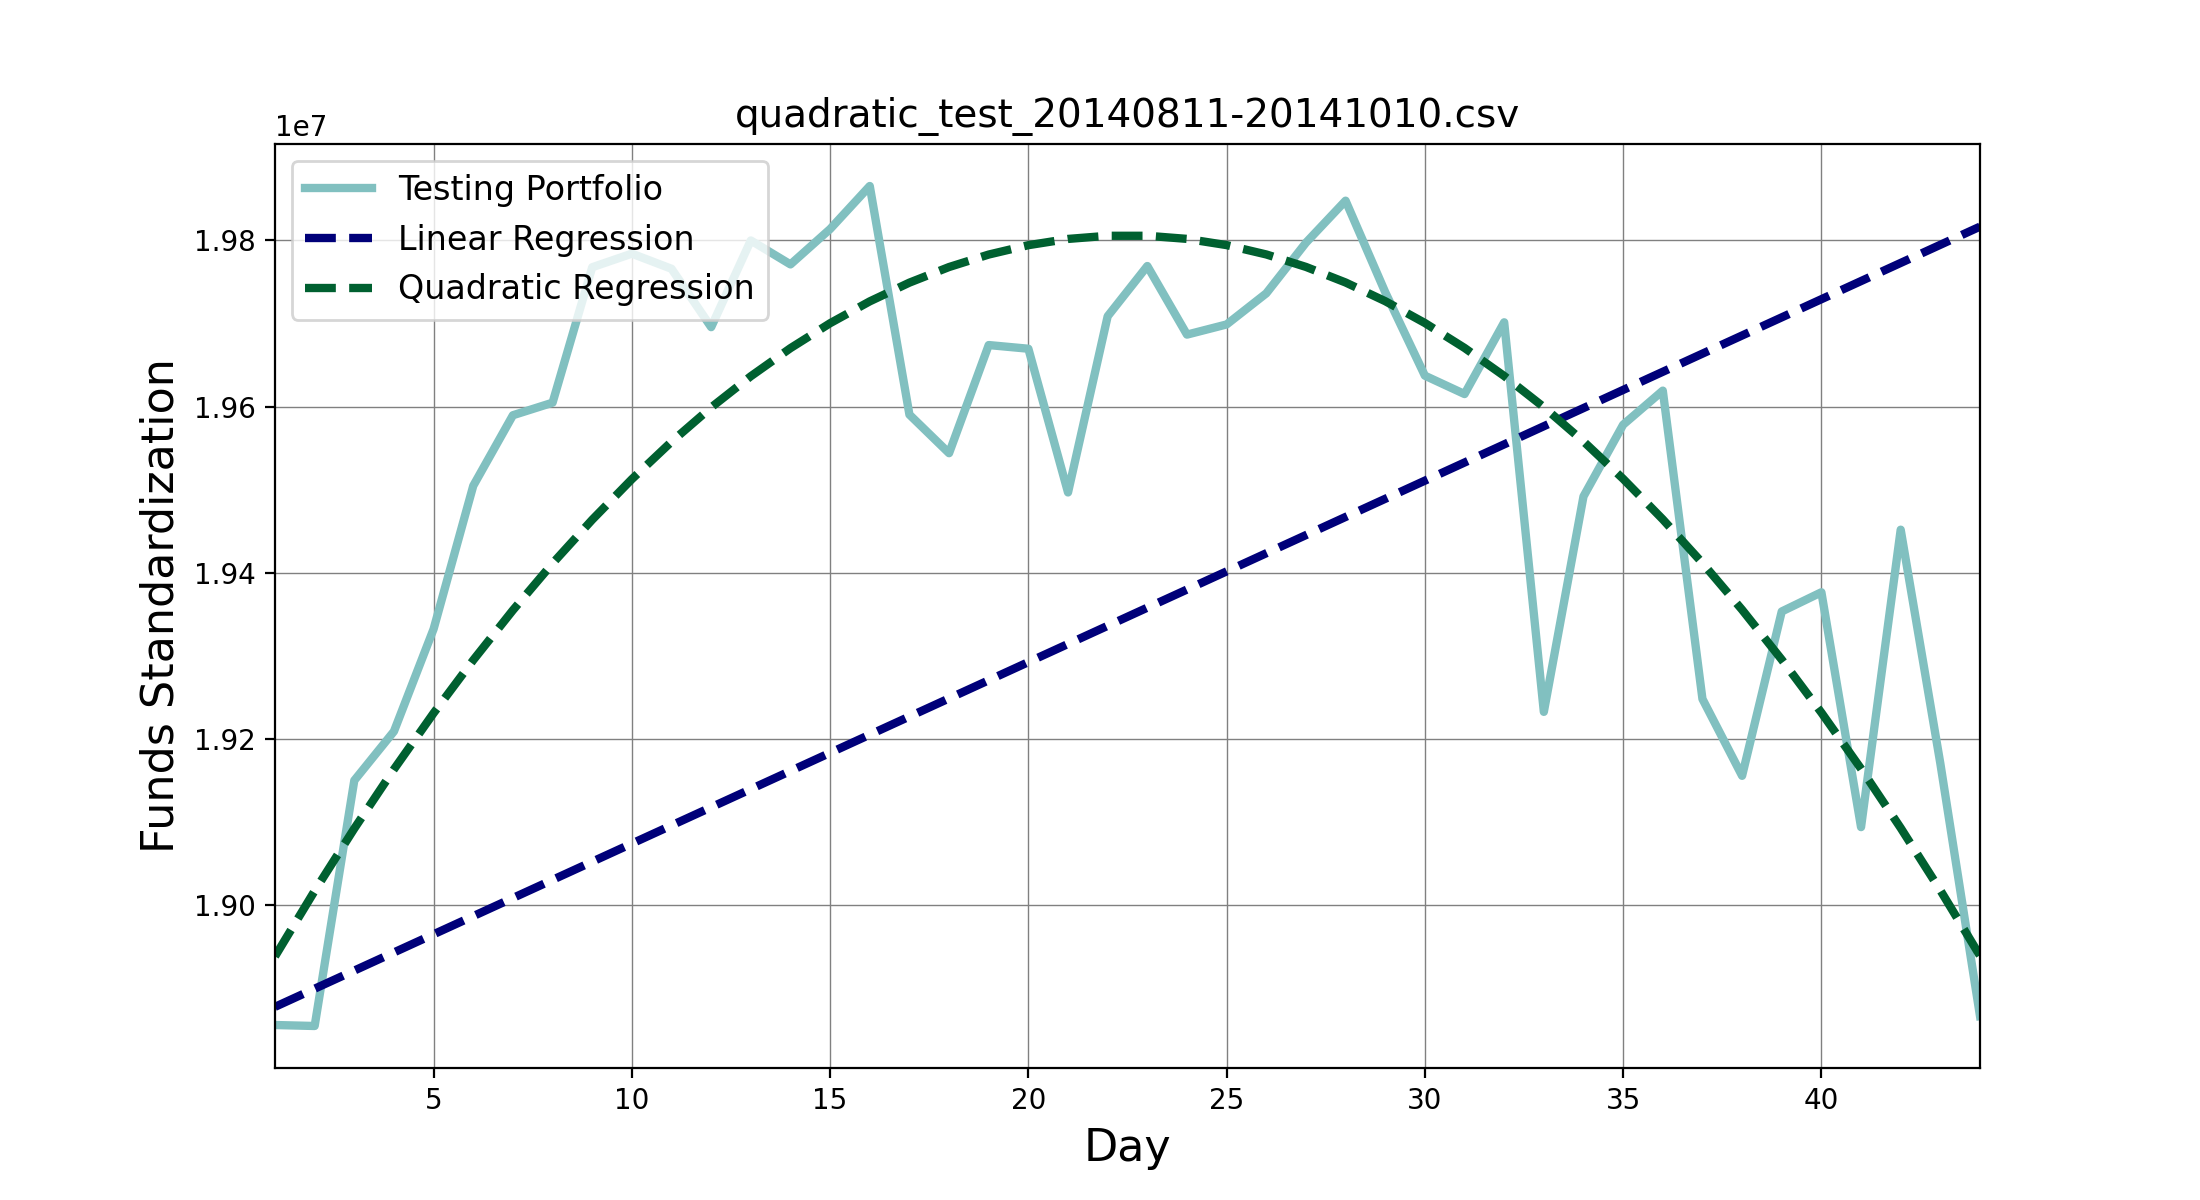 quadratic_test_20140811-20141010.csv
1e7
Testing Portfolio
Linear Regression
Quadratic Regression
1.98
1.96
1.94
1.92
1.90
Funds Standardization
5 10 15 20 25 30 35 40
Day